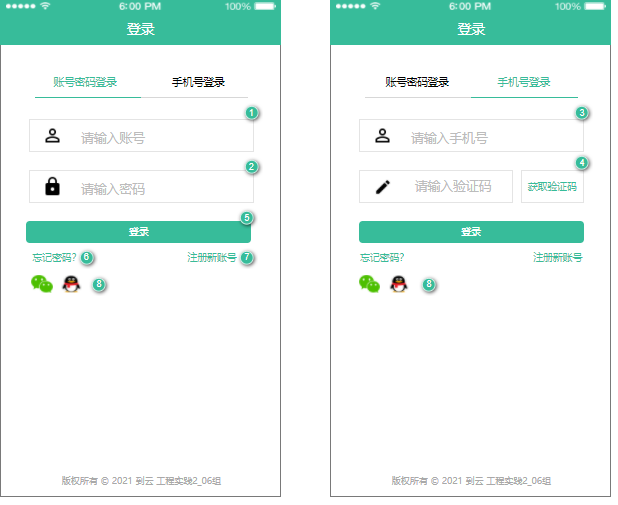 6:00 PM
100%
登录
账号密码登录
手机号登录
1
请输入账号
2
请输入密码
5
登录
忘记密码?
6
注册新账号
7
8
版权所有 © 2021 到云 工程实践2_06组
6:00 PM
100%
登录
账号密码登录
手机号登录
3
请输入手机号
4
请输入验证码
获取验证码
登录
忘记密码?
注册新账号
8
版权所有 © 2021 到云 工程实践2_06组